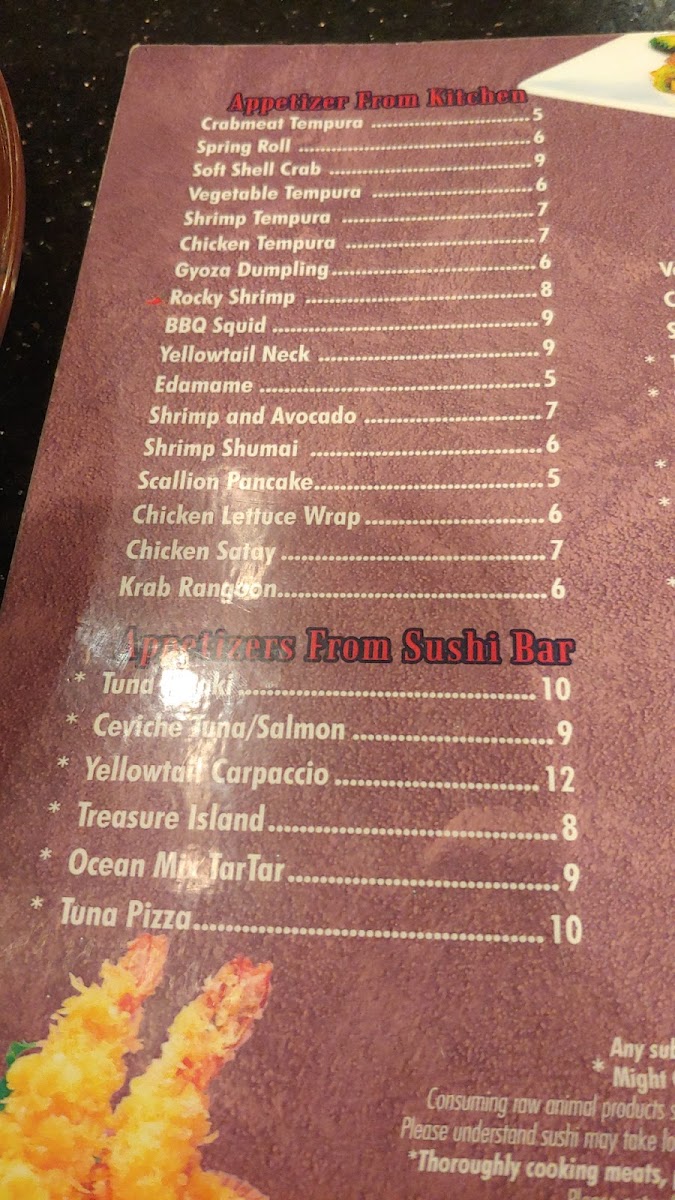 Appetizer From Kitchen
Crabmeat Tempura ........ 5
Spring Roll ........ 6
Soft Shell Crab ........ 9
Vegetable Tempura ........ 6
Shrimp Tempura ........ 7
Chicken Tempura ........ 7
Gyoza Dumpling ........ 6
Rocky Shrimp ........ 8
BBQ Squid ........ 9
Yellowtail Neck ........ 9
Edamame ........ 5
Shrimp and Avocado ........ 7
Shrimp Shumai ........ 6
Scallion Pancake ........ 5
Chicken Lettuce Wrap ........ 6
Chicken Satay ........ 7
Krab Rangoon ........ 6
Appetizers From Sushi Bar
* Tuna ........ 10
* Ceviche Tuna/Salmon ........ 9
* Yellowtail Carpaccio ........ 12
* Treasure Island ........ 8
* Ocean Mix TarTar ........ 9
* Tuna Pizza ........ 10
Any
* Might
Consuming raw animal products
Please understand sushi may take
*Thoroughly cooking meats,